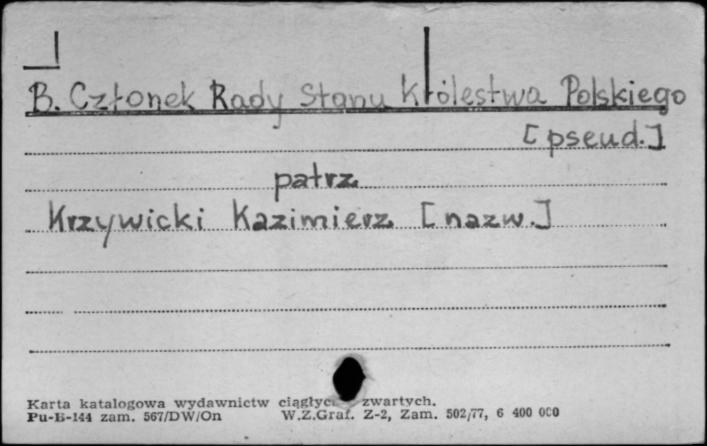 B. Członek Rady Stanu Królestwa Polskiego
[pseud.]
patrz
Krzywicki Kazimierz [nazw.]
Karta katalogowa wydawnictw zwartych.
Pu-B-144 zam. 567/DW/On W.Z.Graf. Z-2, Zam. 502/77, 6 400 000